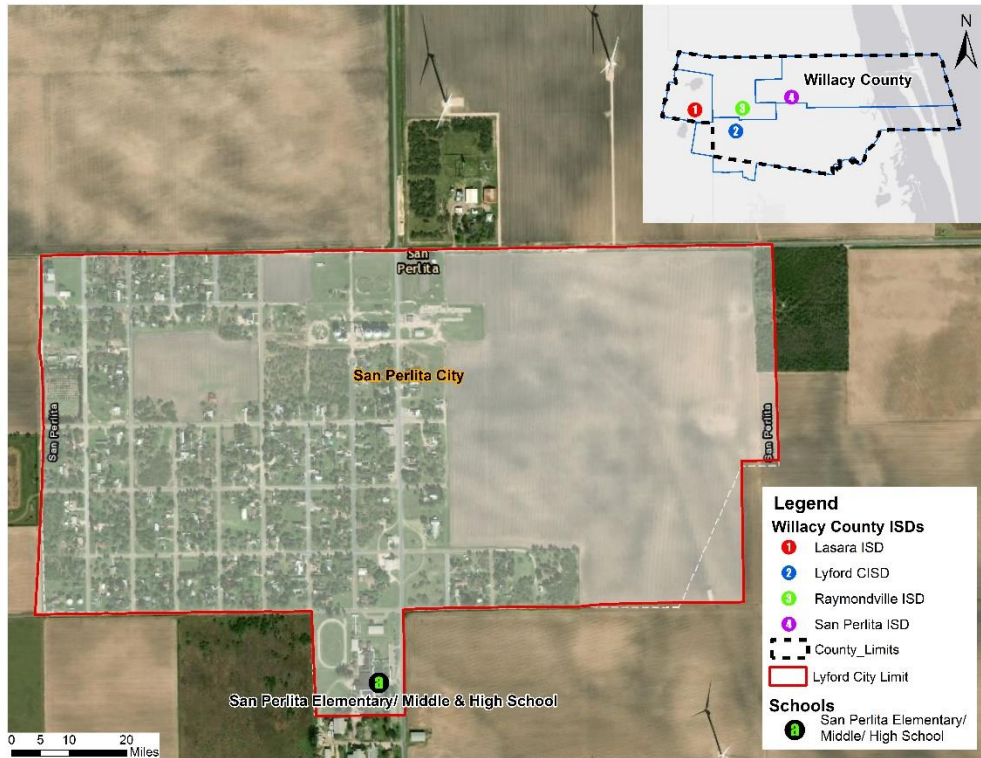 N
Willacy County
1
3
4
2
San
Perlita
San Perlita City
San Perlita
San Perlita
San Perlita Elementary/ Middle & High School
a
0 5 10 20
Miles
Legend
Willacy County ISDs
1 Lasara ISD
2 Lyford CISD
3 Raymondville ISD
4 San Perlita ISD
County_Limits
Lyford City Limit
Schools
a San Perlita Elementary/
Middle/ High School